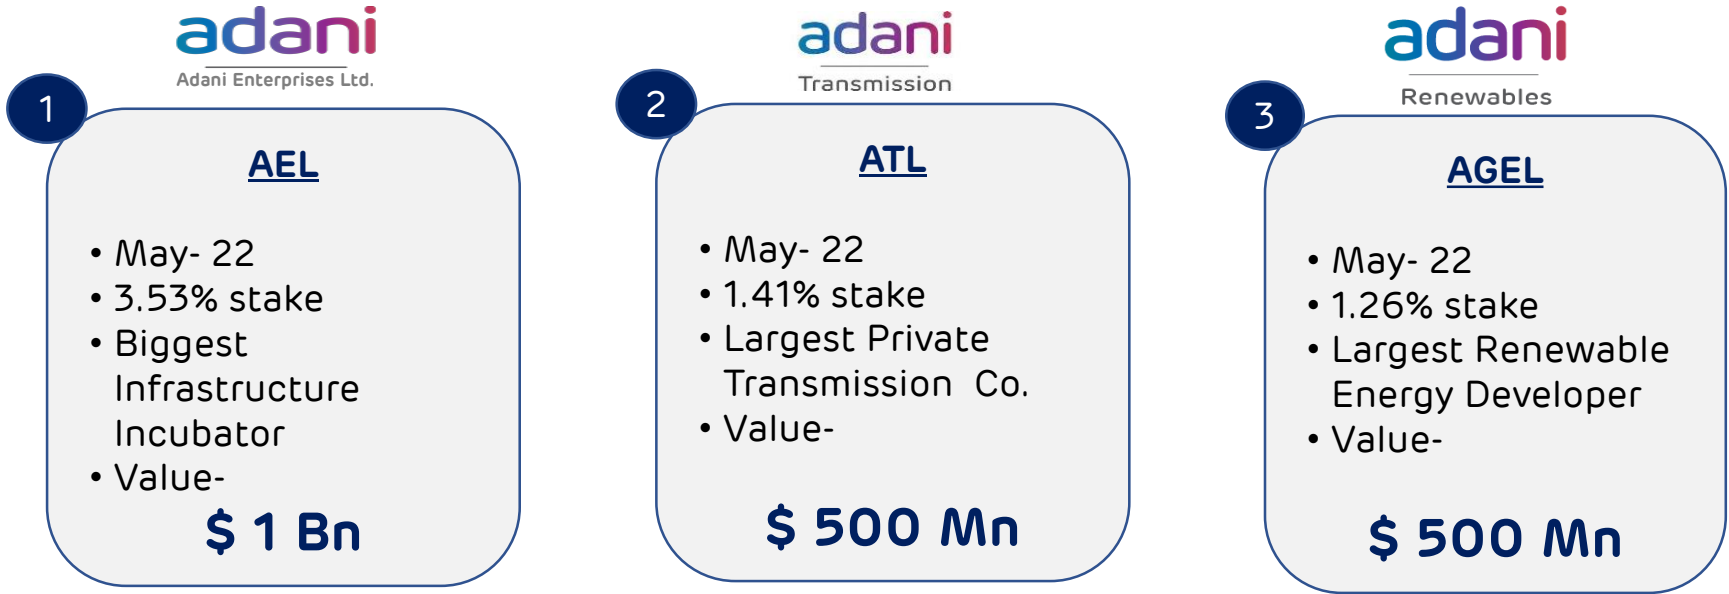 adani
Adani Enterprises Ltd.
1
AEL
• May- 22
• 3.53% stake
• Biggest
Infrastructure
Incubator
• Value-
$ 1 Bn
adani
Transmission
2
ATL
• May- 22
• 1.41% stake
• Largest Private
Transmission Co.
• Value-
$ 500 Mn
adani
Renewables
3
AGEL
• May- 22
• 1.26% stake
• Largest Renewable
Energy Developer
• Value-
$ 500 Mn